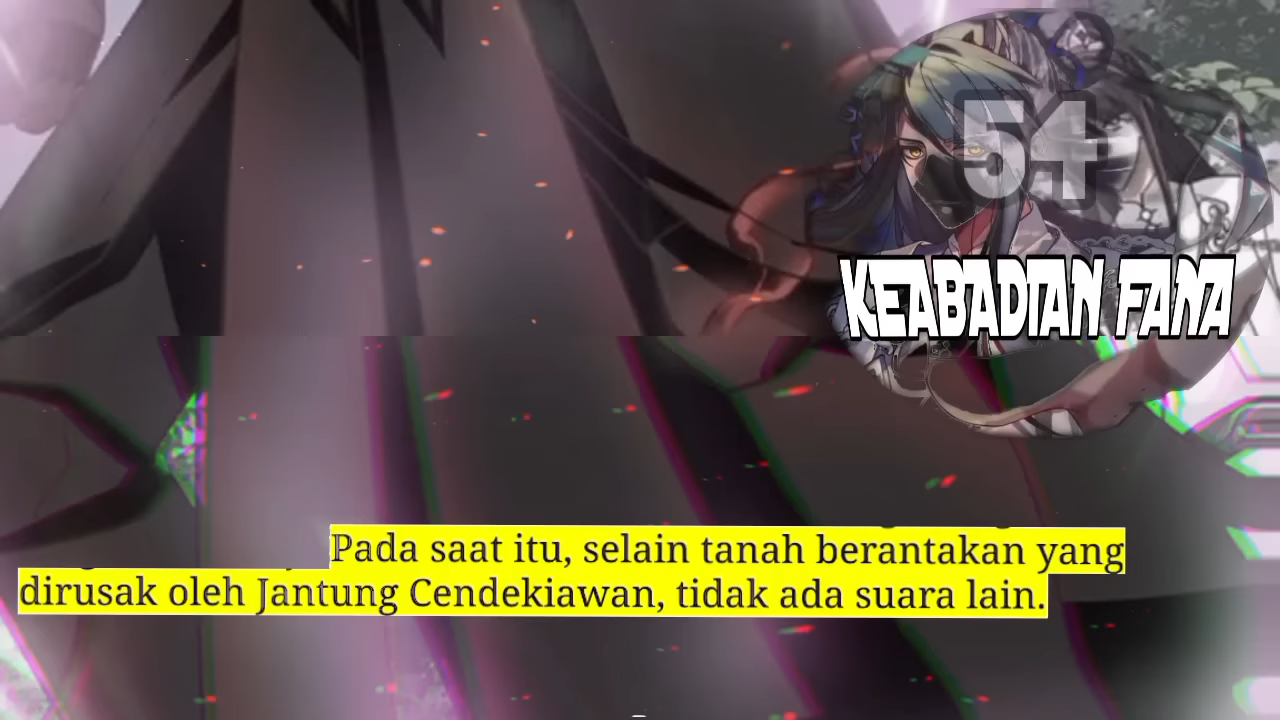 54
KEABADIAN FANA
Pada saat itu, selain tanah berantakan yang
dirusak oleh Jantung Cendekiawan, tidak ada suara lain.